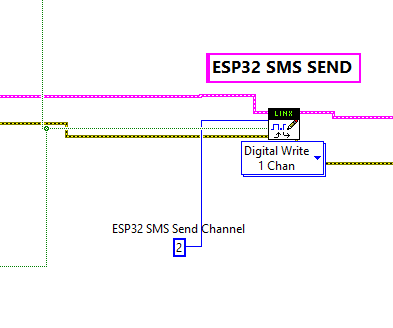 ESP32 SMS SEND
LINX
Digital Write
1 Chan
ESP32 SMS Send Channel
2